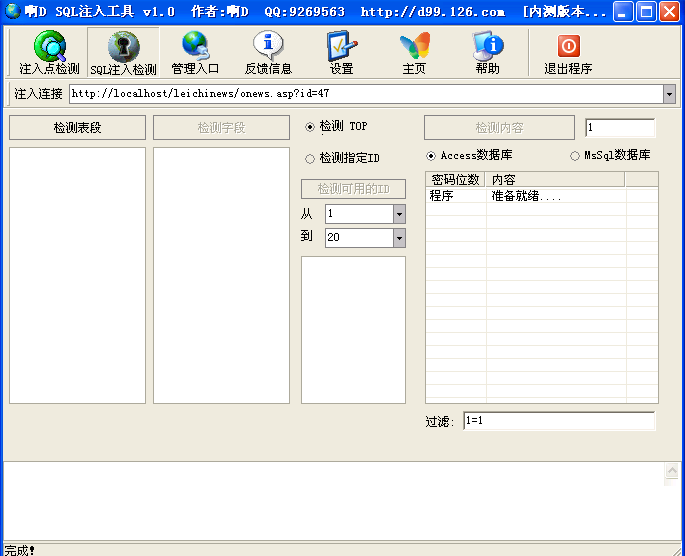 啊D SQL注入工具 v1.0 作者:啊D QQ:9269563 http://d99.126.com [内测版本...
注入点检测 SQL注入检测 管理入口 反馈信息 设置 主页 帮助 退出程序
注入连接 http://localhost/leichinews/onews.asp?id=47
检测表段 检测字段 检测 TOP 检测内容 1
检测指定ID Access数据库 MsSql数据库
检测可用的ID 密码位数 内容
程序 准备就绪....
从 1
到 20
过滤: 1=1
完成!